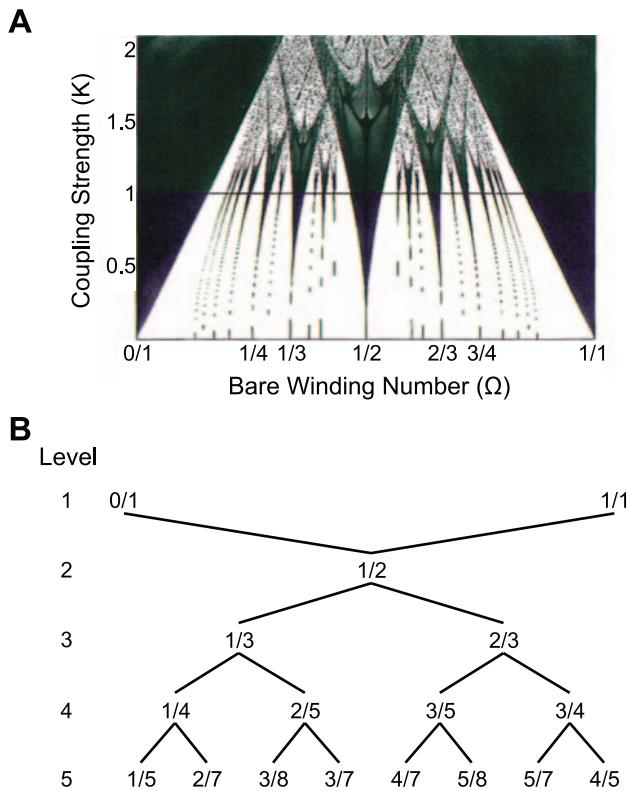 A
Coupling Strength (K)
2
1.5
1
0.5
0/1 1/4 1/3 1/2 2/3 3/4 1/1
Bare Winding Number (Ω)
B
Level
1 0/1 1/1
2 1/2
3 1/3 2/3
4 1/4 2/5 3/5 3/4
5 1/5 2/7 3/8 3/7 4/7 5/8 5/7 4/5